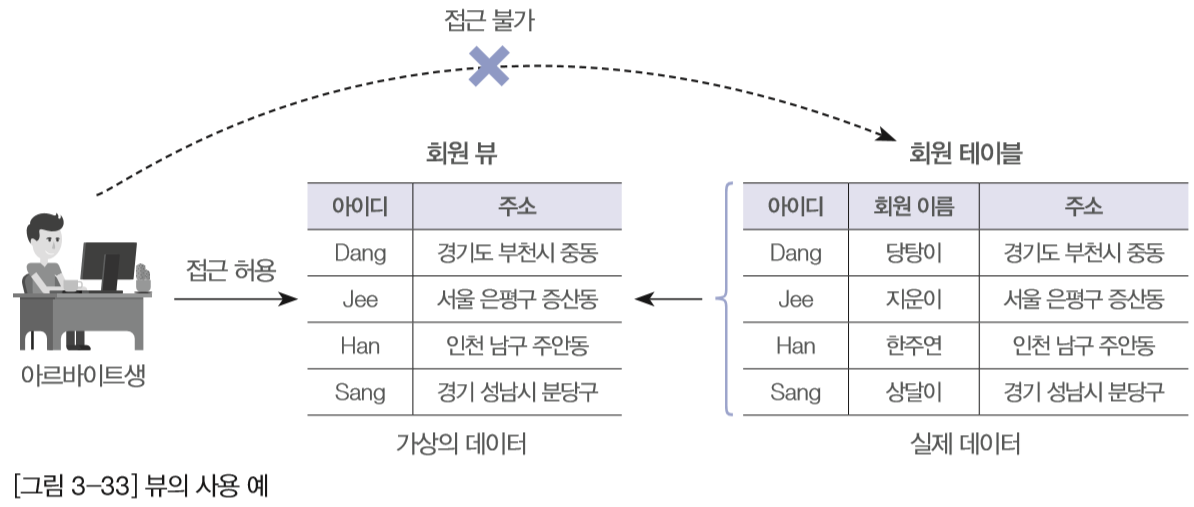 접근 불가
회원 뷰
회원 테이블
아이디 주소
아이디 회원 이름 주소
Dang 경기도 부천시 중동
Dang 당탕이 경기도 부천시 중동
접근 허용
Jee 서울 은평구 증산동
Jee 지운이 서울 은평구 증산동
Han 인천 남구 주안동
Han 한주연 인천 남구 주안동
아르바이트생
Sang 경기 성남시 분당구
Sang 상달이 경기 성남시 분당구
가상의 데이터
실제 데이터
[그림 3-33] 뷰의 사용 예